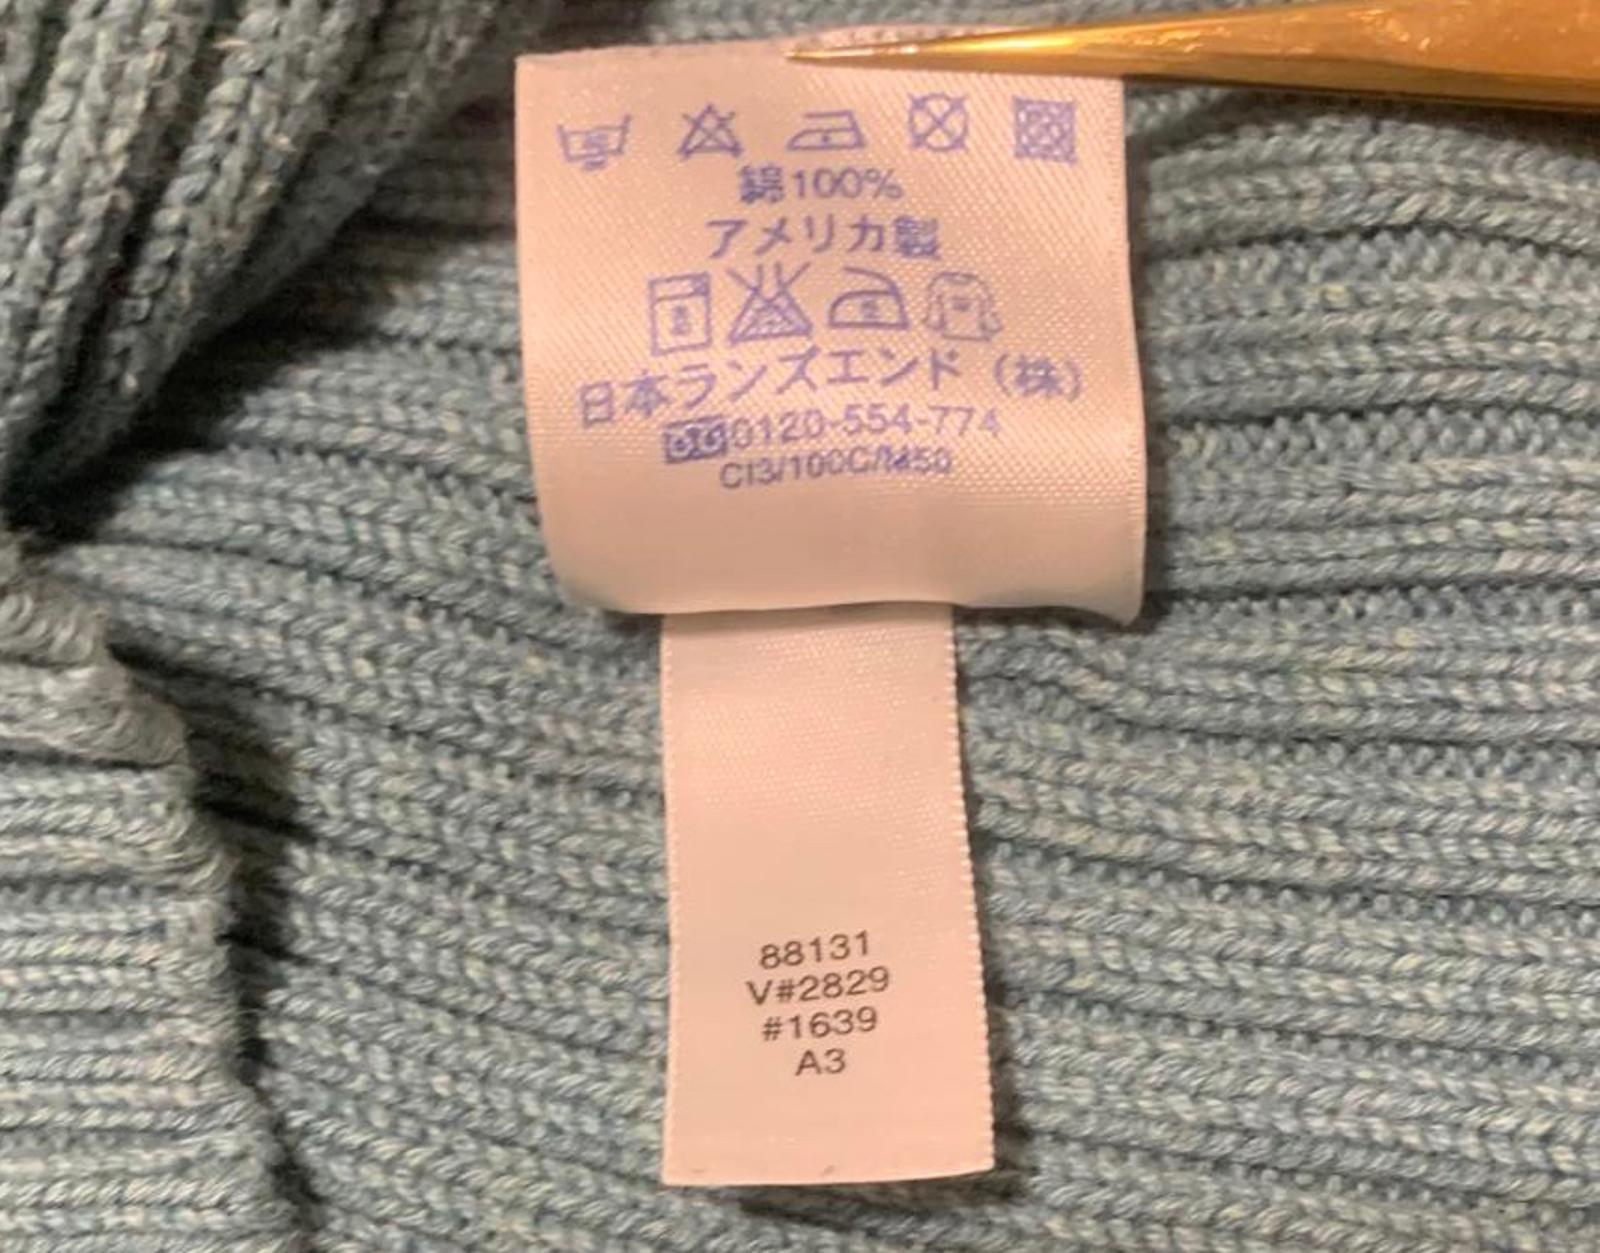 綿100%
アメリカ製
日本ランズエンド（株）
0120-554-774
CI3/100C/M50
88131
V#2829
#1639
A3